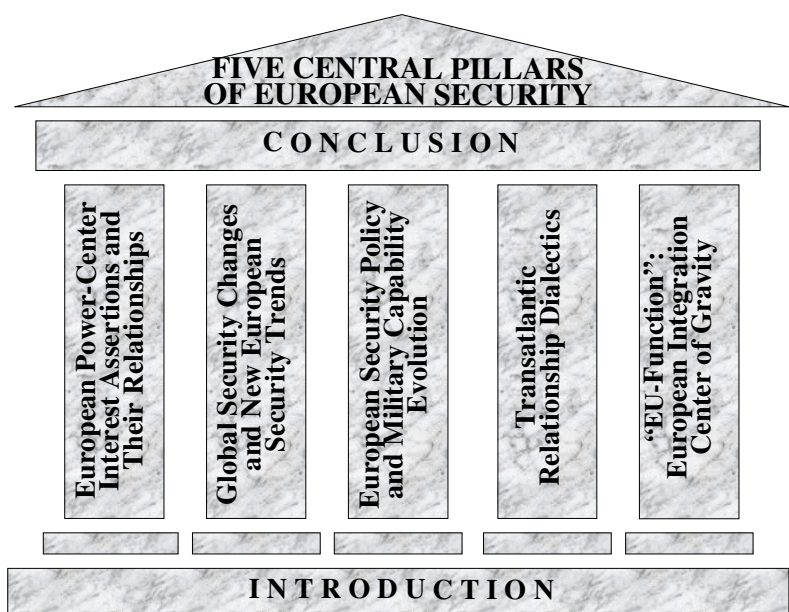 FIVE CENTRAL PILLARS
OF EUROPEAN SECURITY
CONCLUSION
European Power-Center
Interest Assertions and
Their Relationships
Global Security Changes
and New European
Security Trends
European Security Policy
and Military Capability
Evolution
Transatlantic
Relationship Dialectics
“EU-Function”:
European Integration
Center of Gravity
INTRODUCTION